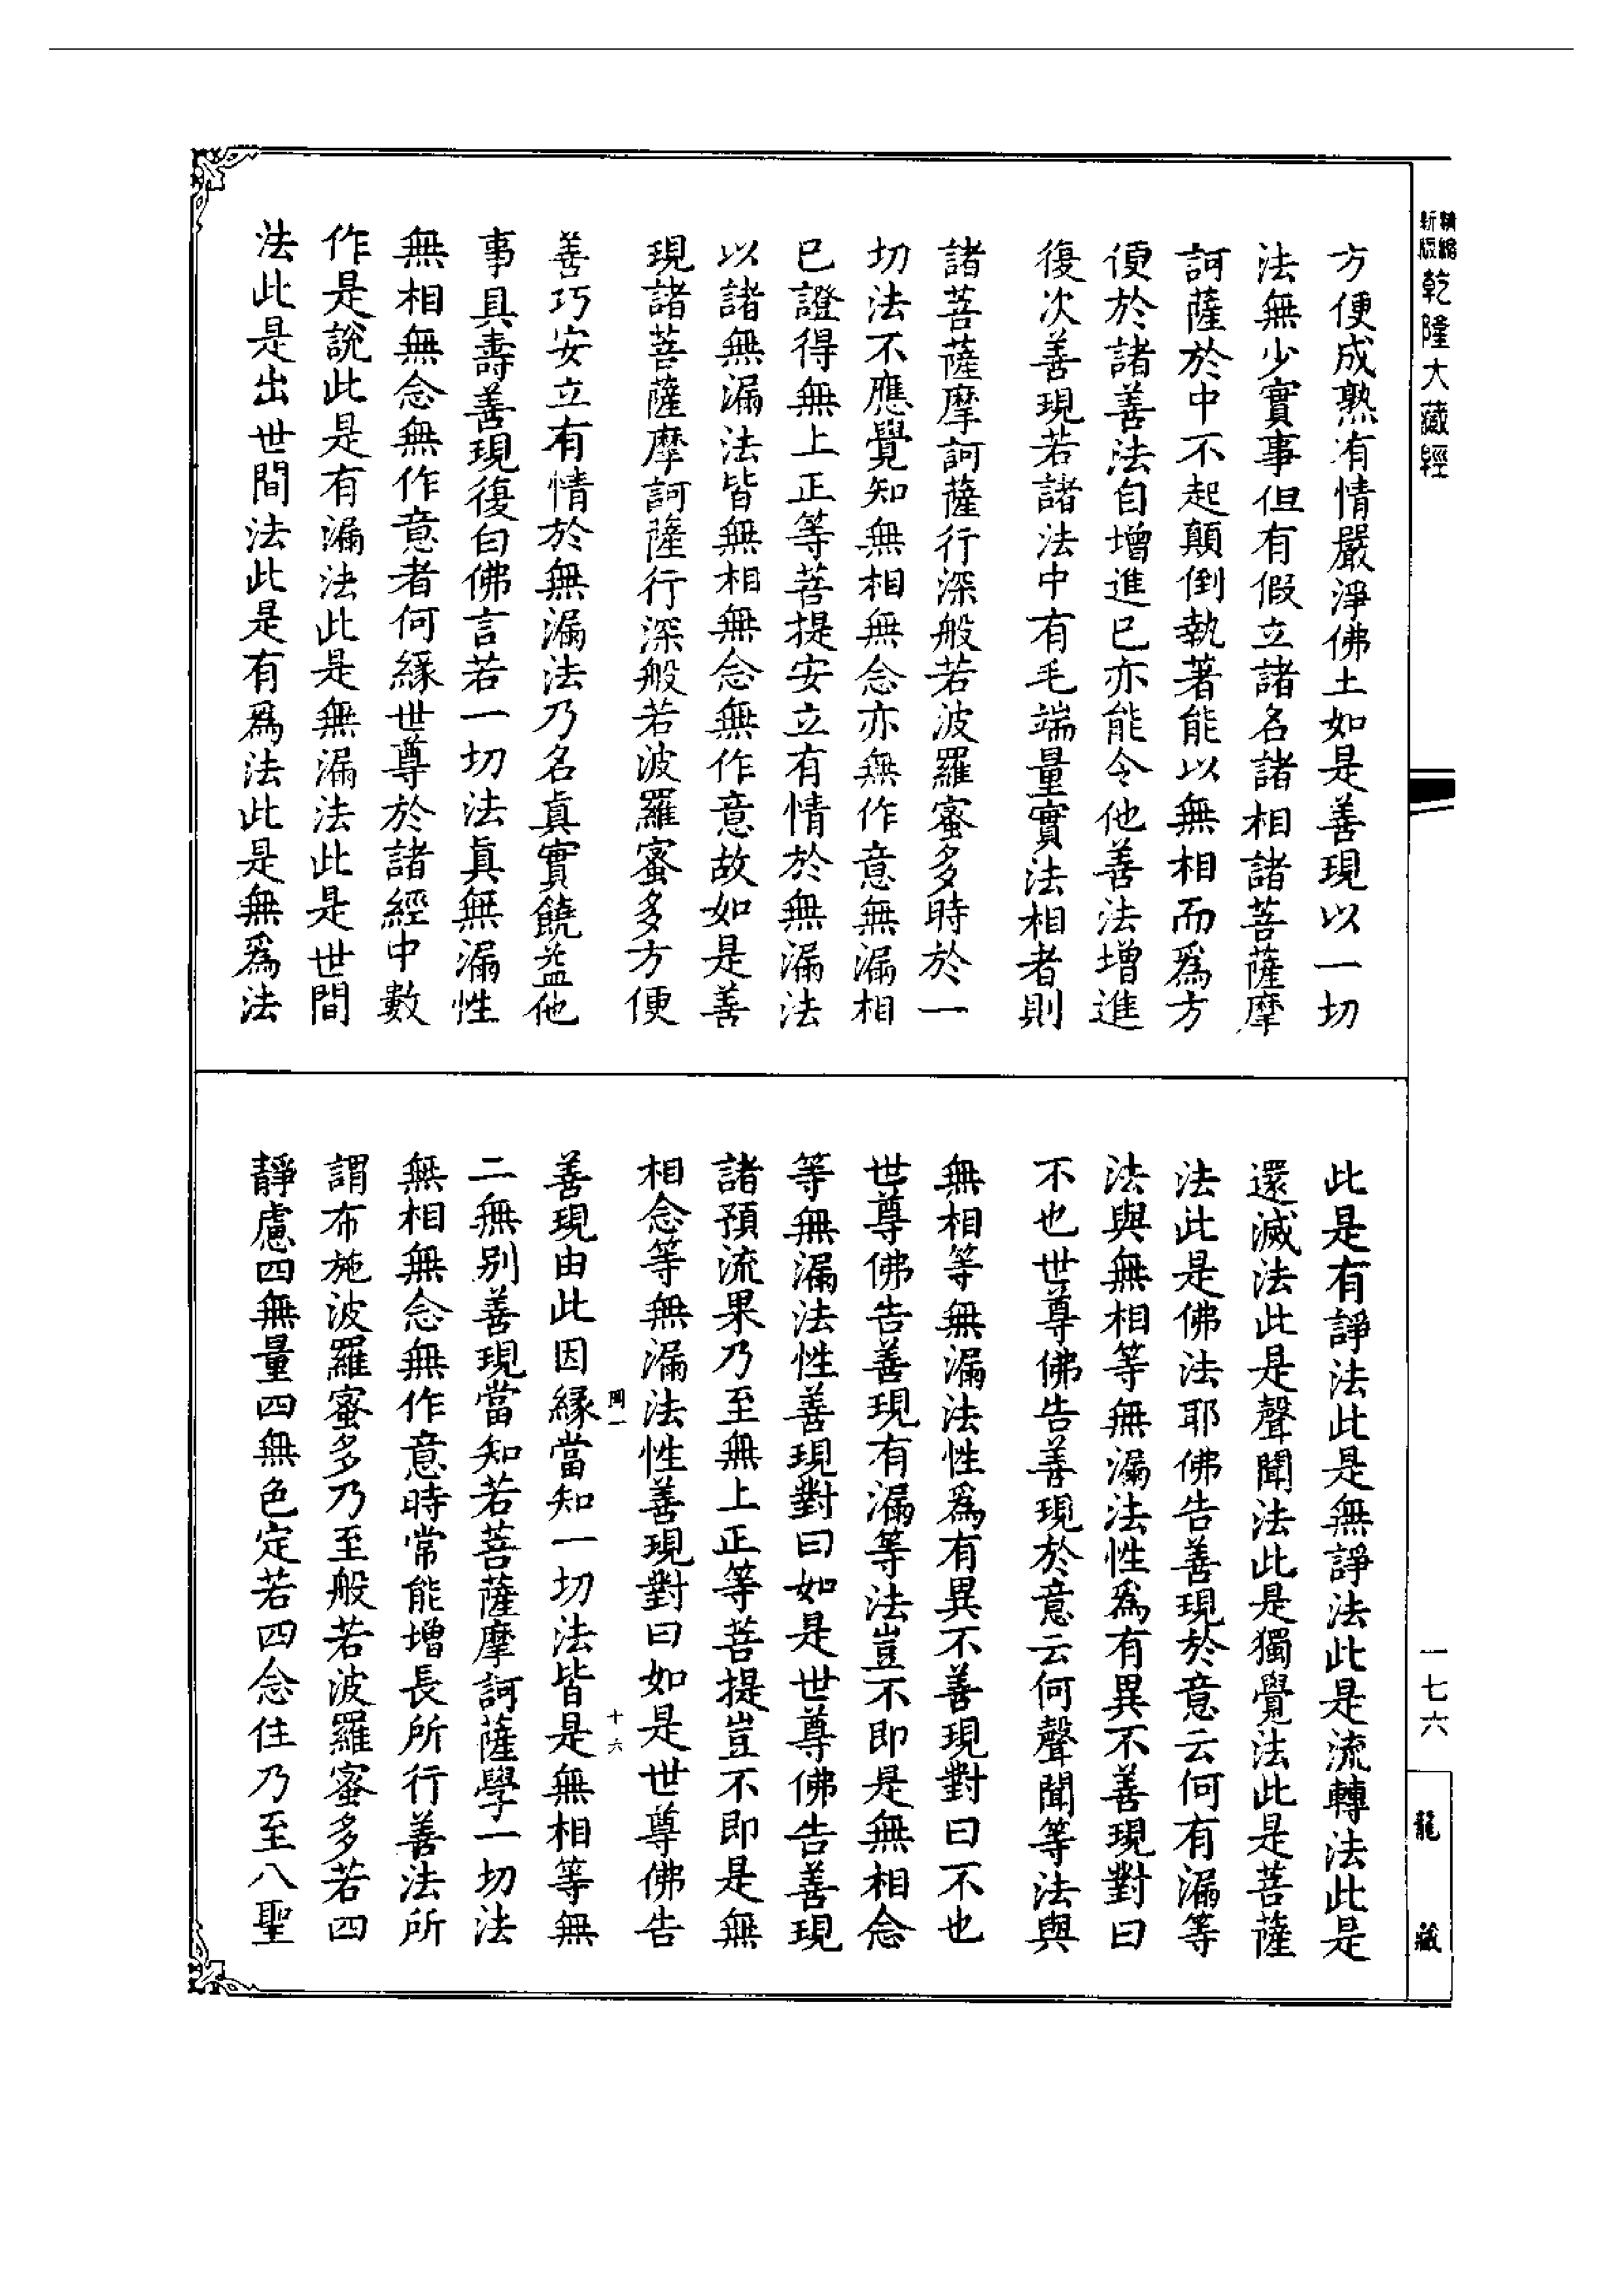 新版精縮乾隆大藏經
方便成熟有情嚴淨佛土如是善現以一切
法無少實事但有假立諸名諸相諸菩薩摩
訶薩於中不起顛倒執著能以無相而爲方
便於諸善法自增進已亦能令他善法增進
復次善現若諸法中有毛端量實法相者則
諸菩薩摩訶薩行深般若波羅蜜多時於一
切法不應覺知無相無念亦無作意無漏相
已證得無上正等菩提安立有情於無漏法
以諸無漏法皆無相無念無作意故如是善
現諸菩薩摩訶薩行深般若波羅蜜多方便
善巧安立有情於無漏法乃名眞實饒益他
事具壽善現復白佛言若一切法眞無漏性
無相無念無作意者何緣世尊於諸經中數
作是說此是有漏法此是無漏法此是世間
法此是出世間法此是有爲法此是無爲法
此是有諍法此是無諍法此是流轉法此是
還滅法此是聲聞法此是獨覺法此是菩薩
法此是佛法耶佛告善現於意云何有漏等
法與無相等無漏法性爲有異不善現對曰
不也世尊佛告善現於意云何聲聞等法與
無相等無漏法性爲有異不善現對曰不也
世尊佛告善現有漏等法豈不即是無相念
等無漏法性善現對曰如是世尊佛告善現
諸預流果乃至無上正等菩提豈不即是無
相念等無漏法性善現對曰如是世尊佛告
十六
善現由此因緣當知一切法皆是無相等無
二無別善現當知若菩薩摩訶薩學一切法
無相無念無作意時常能增長所行善法所
謂布施波羅蜜多乃至般若波羅蜜多若四
靜慮四無量四無色定若四念住乃至八聖
一七六
龍藏